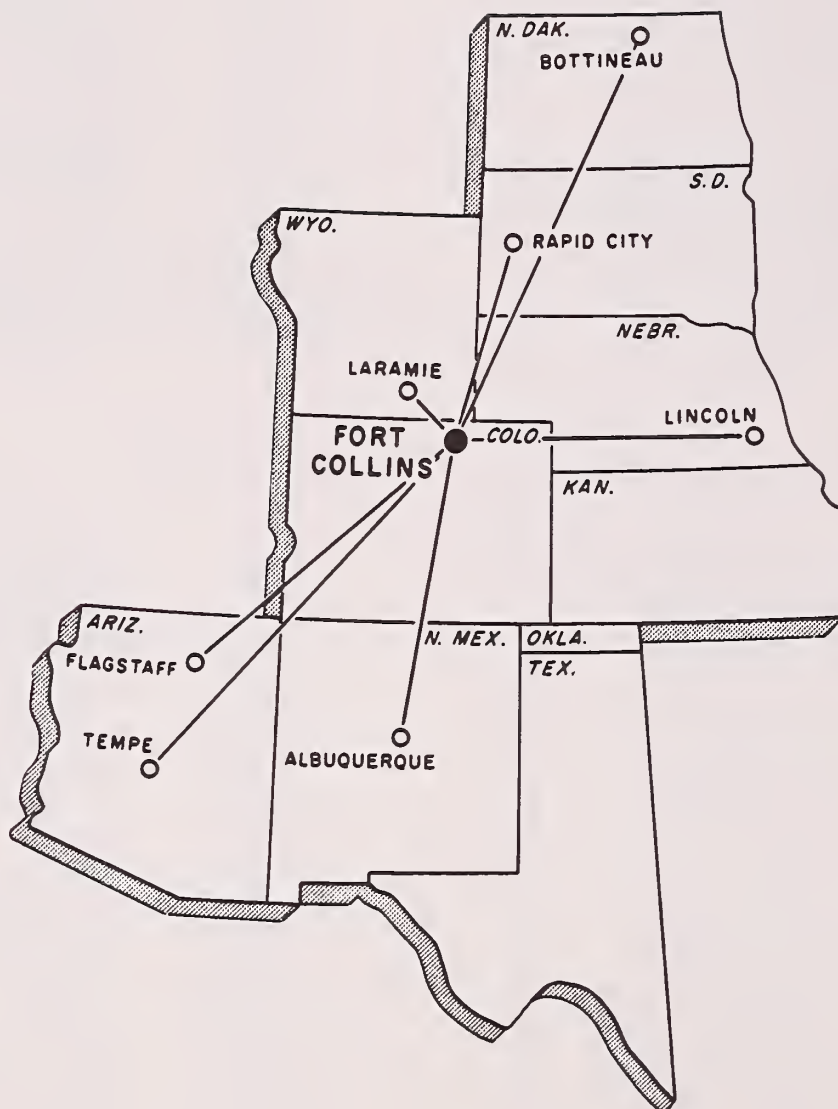 N. DAK.
BOTTINEAU
S.D.
WYO.
RAPID CITY
NEBR.
LARAMIE
LINCOLN
FORT
COLLINS
COLO.
KAN.
ARIZ.
N. MEX.
OKLA.
FLAGSTAFF
TEX.
TEMPE
ALBUQUERQUE